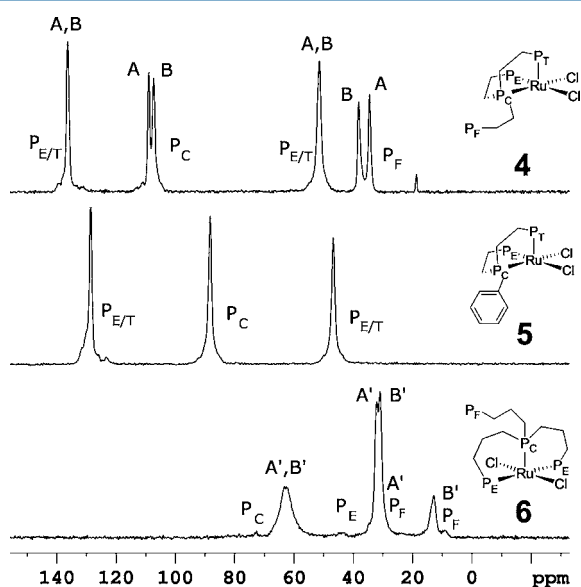 A,B
A B
A,B
B A
P_E/T
P_C
P_E/T
P_F
P_T
P_E
Ru
Cl
Cl
P_C
P_F
4
P_E/T
P_C
P_E/T
P_T
P_E
Ru
Cl
Cl
P_C
5
A' B'
A',B'
P_C
P_E
A'
P_F
B'
P_F
P_F
P_C
Cl
P_E
Ru
P_E
Cl
6
140 120 100 80 60 40 20 0 ppm